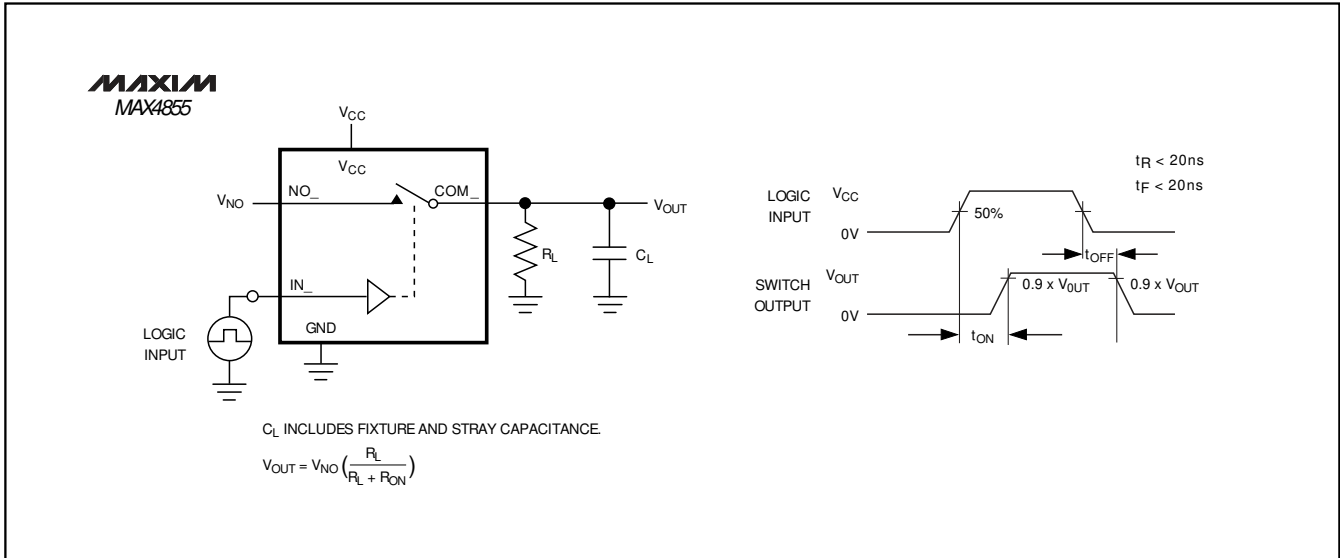 MAXIM
MAX4855
VCC
VCC
VNO
NO_
COM_
VOUT
RL
CL
IN_
GND
LOGIC
INPUT
CL INCLUDES FIXTURE AND STRAY CAPACITANCE.
VOUT = VNO (RL / RL + RON)
tR < 20ns
tF < 20ns
LOGIC
INPUT
VCC
50%
0V
tOFF
SWITCH
OUTPUT
VOUT
0.9 x V0UT
0.9 x VOUT
0V
tON